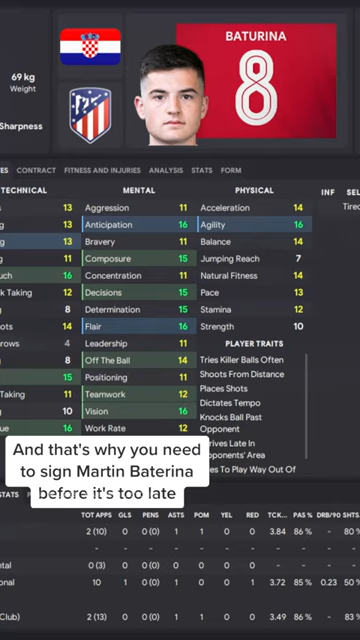 BATURINA
8
69 kg
Weight
Sharpness
CONTRACT FITNESS AND INJURIES ANALYSIS STATS FORM
TECHNICAL MENTAL PHYSICAL INF
13 Aggression 11 Acceleration 14
13 Anticipation 16 Agility 16
13 Bravery 11 Balance 14
11 Composure 15 Jumping Reach 7
16 Concentration 11 Natural Fitness 14
12 Decisions 15 Pace 13
8 Determination 15 Stamina 12
14 Flair 16 Strength 10
4 Leadership 11 PLAYER TRAITS
8 Off The Ball 14 Tries Killer Balls Often
15 Positioning 11 Shoots From Distance
11 Teamwork 12 Places Shots
10 Vision 16 Dictates Tempo
16 Work Rate 12 Knocks Ball Past
Opponent
And that's why you need
to sign Martin Baterina
before it's too late
TOT APPS GLS PENS ASTS POM YEL RED TCK... PAS % DRB/90 SHTS.
2 (10) 0 0 (0) 1 1 0 0 3.84 86 % - 80 %
- - - - - - - - - - -
0 (3) 0 0 (0) 0 0 0 0 - - - -
10 1 0 (0) 1 1 0 1 3.72 85 % 0.23 50 %
- - - - - - - - - - -
Club) 2 (13) 0 0 (0) 1 1 0 0 3.49 86 % - 83 %